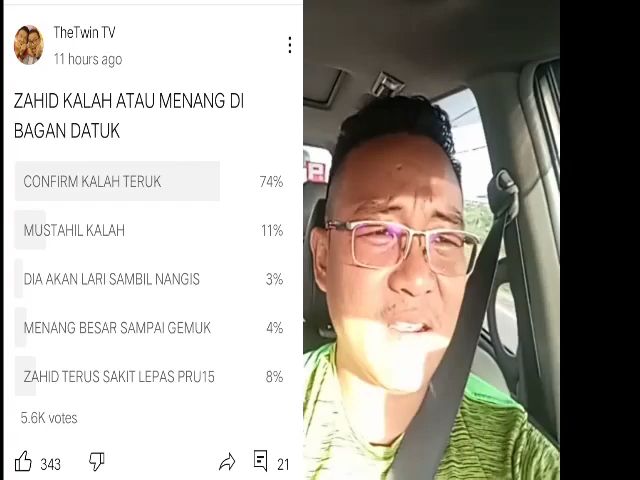 TheTwin TV
11 hours ago
ZAHID KALAH ATAU MENANG DI
BAGAN DATUK
CONFIRM KALAH TERUK 74%
MUSTAHIL KALAH 11%
DIA AKAN LARI SAMBIL NANGIS 3%
MENANG BESAR SAMPAI GEMUK 4%
ZAHID TERUS SAKIT LEPAS PRU15 8%
5.6K votes
343 21